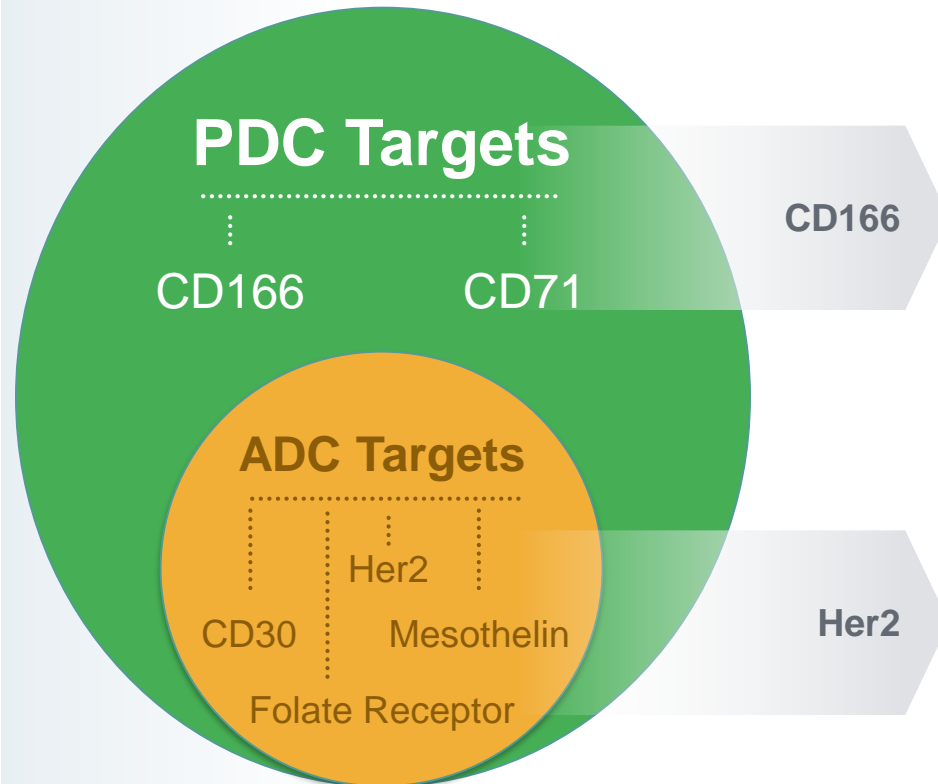 PDC Targets
CD166
CD71
CD166
ADC Targets
Her2
CD30
Mesothelin
Folate Receptor
Her2